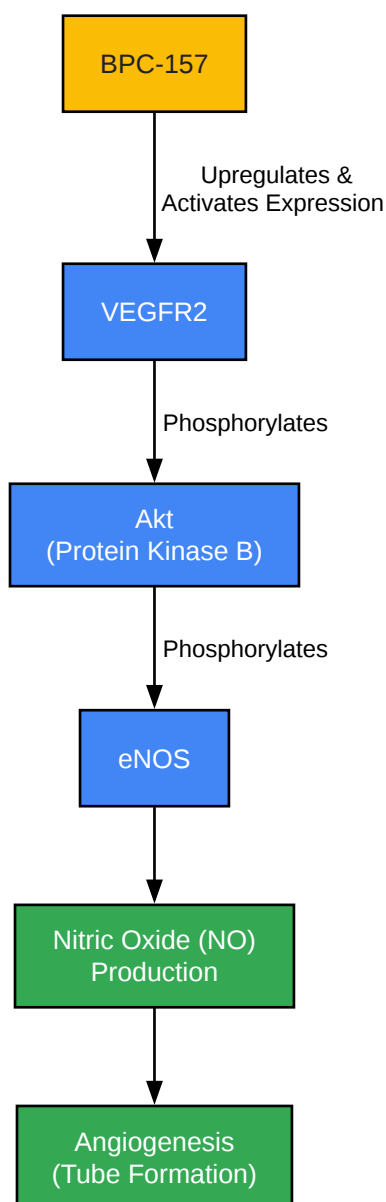 BPC-157
Upregulates &
Activates Expression
VEGFR2
Phosphorylates
Akt
(Protein Kinase B)
Phosphorylates
eNOS
Nitric Oxide (NO)
Production
Angiogenesis
(Tube Formation)